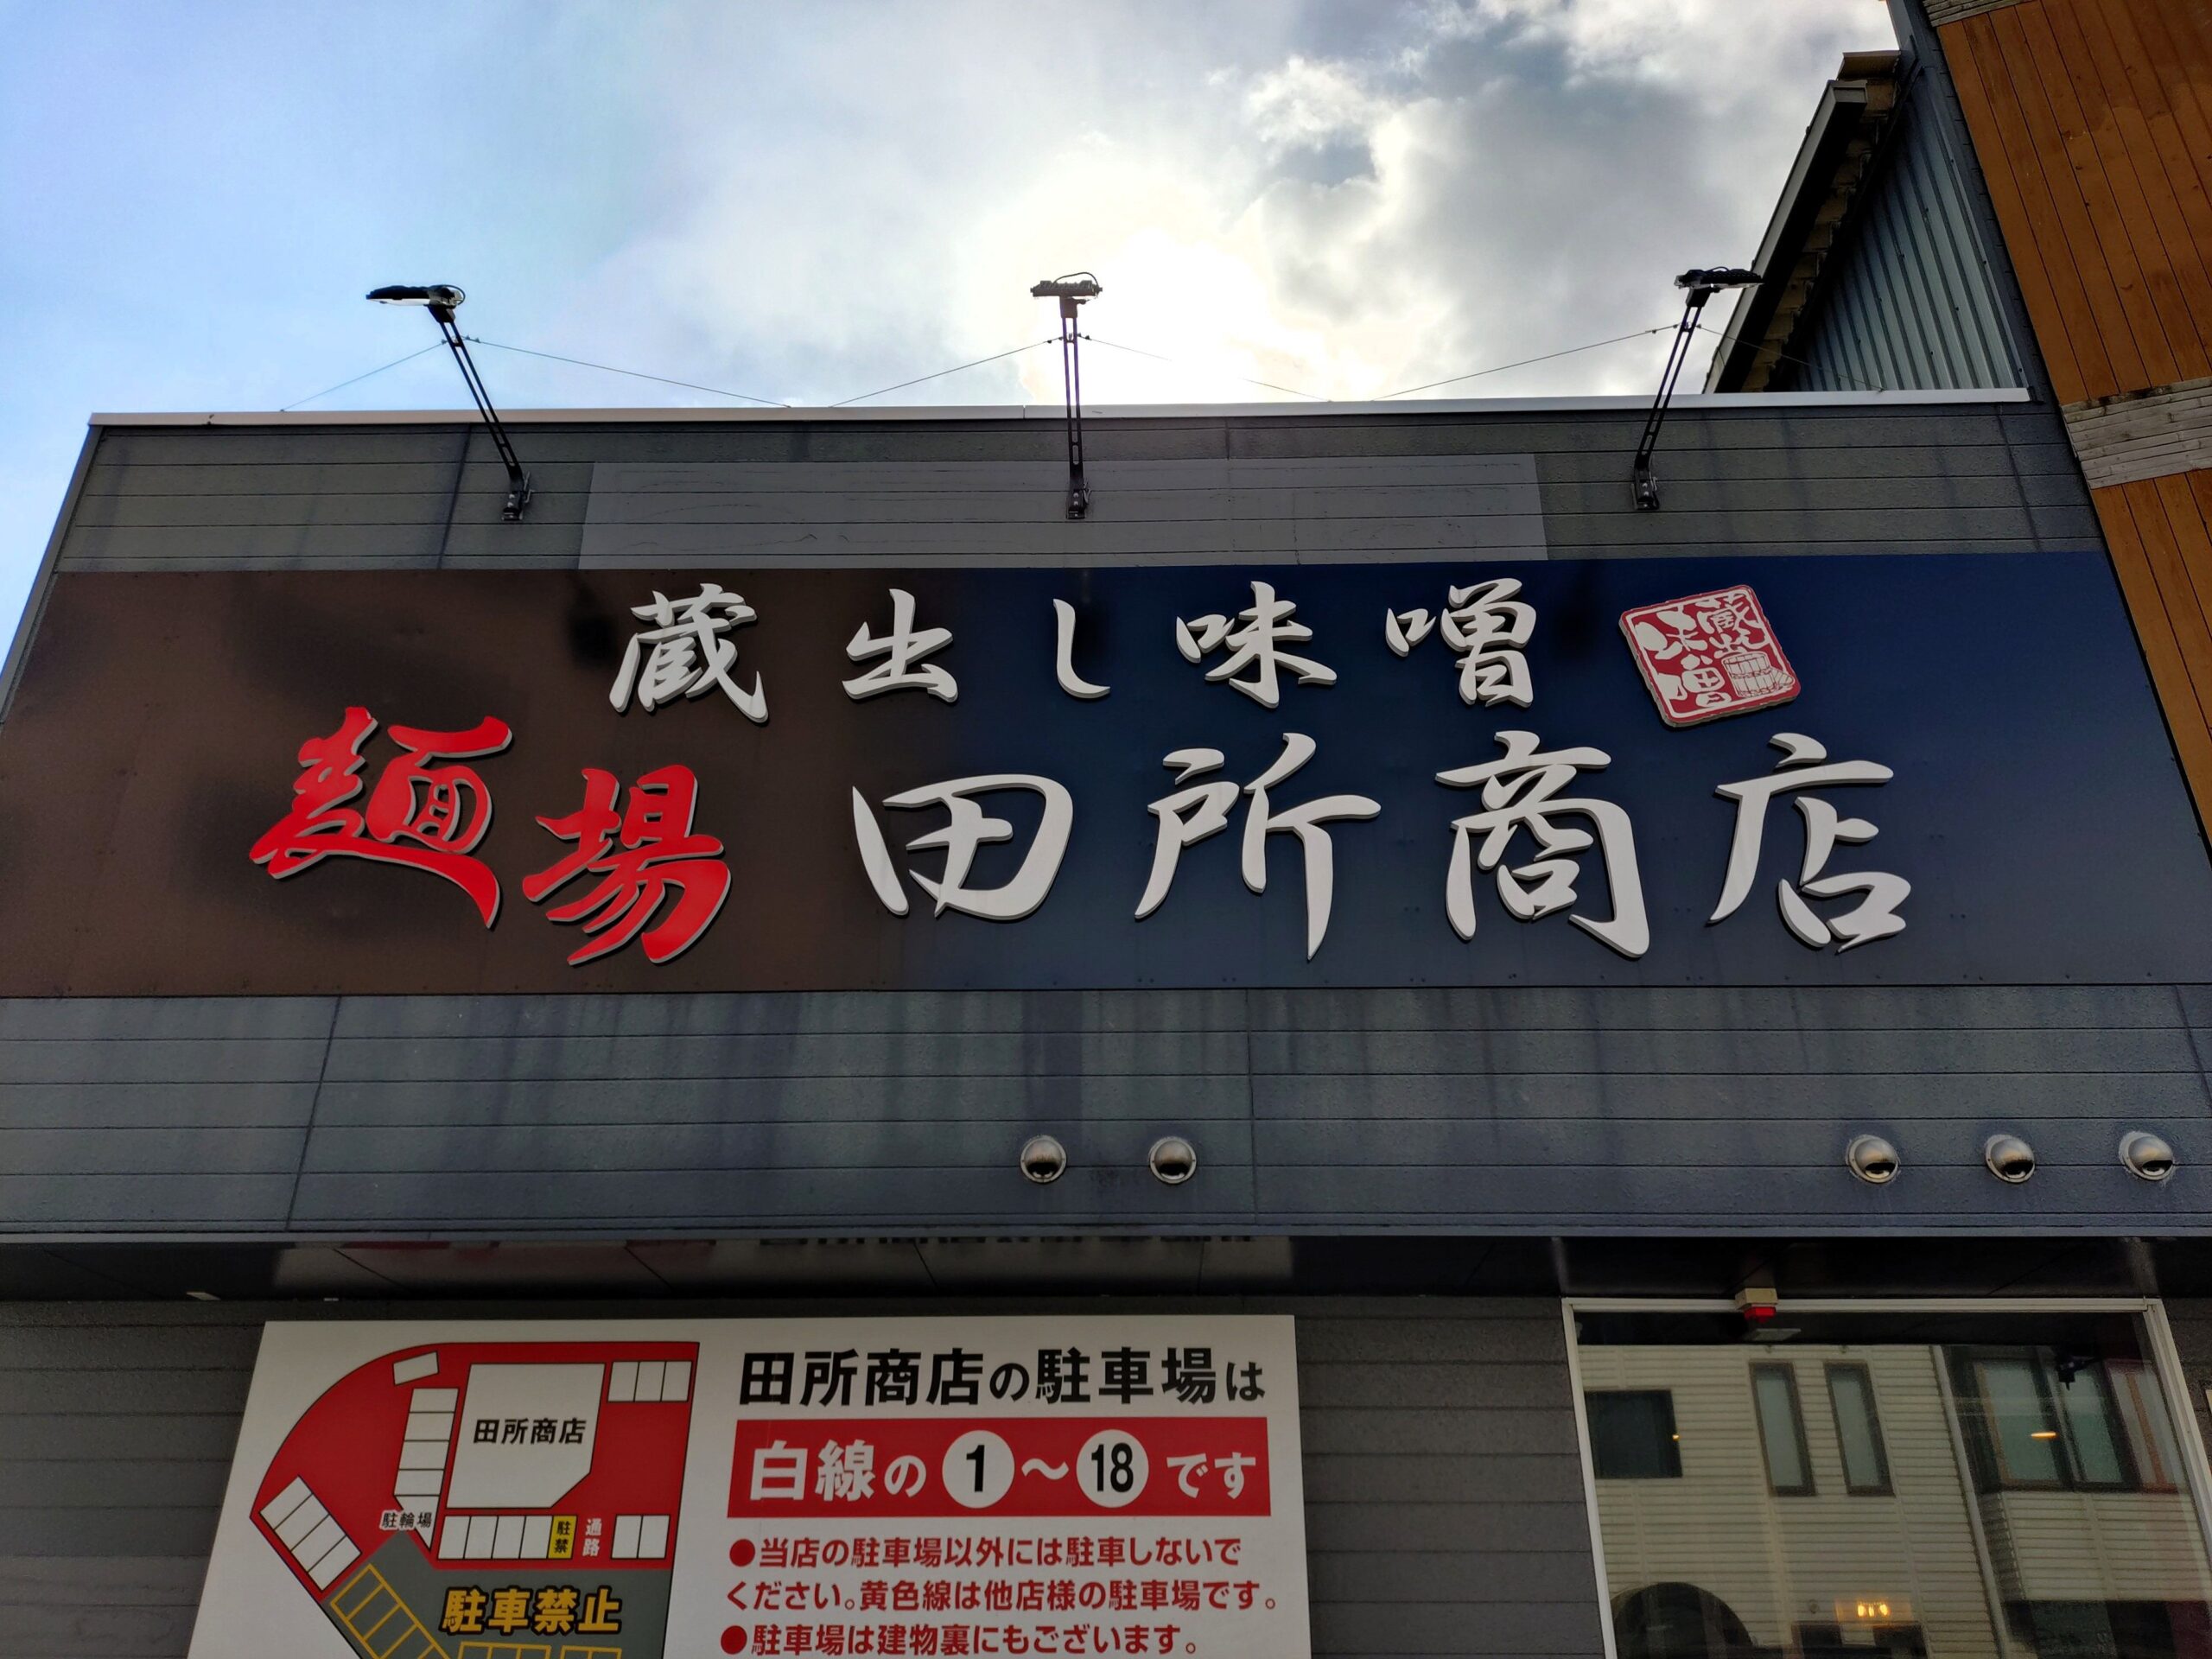 蔵出し味噌
蔵出し
味噌
麺場 田所商店
田所商店の駐車場は
白線の1～18です
●当店の駐車場以外には駐車しないで
ください。黄色線は他店様の駐車場です。
●駐車場は建物裏にもございます。
田所商店
駐輪場
駐禁
通路
駐車禁止